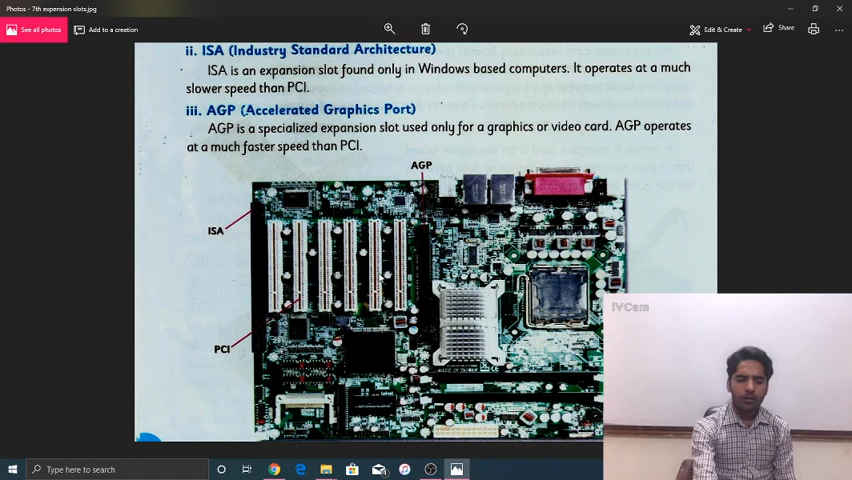 Photos - 7th expension slots.jpg
See all photos
Add to a creation
Edit & Create
Share
ii. ISA (Industry Standard Architecture)
ISA is an expansion slot found only in Windows based computers. It operates at a much
slower speed than PCI.
iii. AGP (Accelerated Graphics Port)
AGP is a specialized expansion slot used only for a graphics or video card. AGP operates
at a much faster speed than PCI.
AGP
ISA
PCI
iVCam
Type here to search